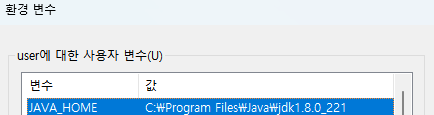 환경 변수
user에 대한 사용자 변수(U)
변수 값
JAVA_HOME C:₩Program Files₩Java₩jdk1.8.0_221